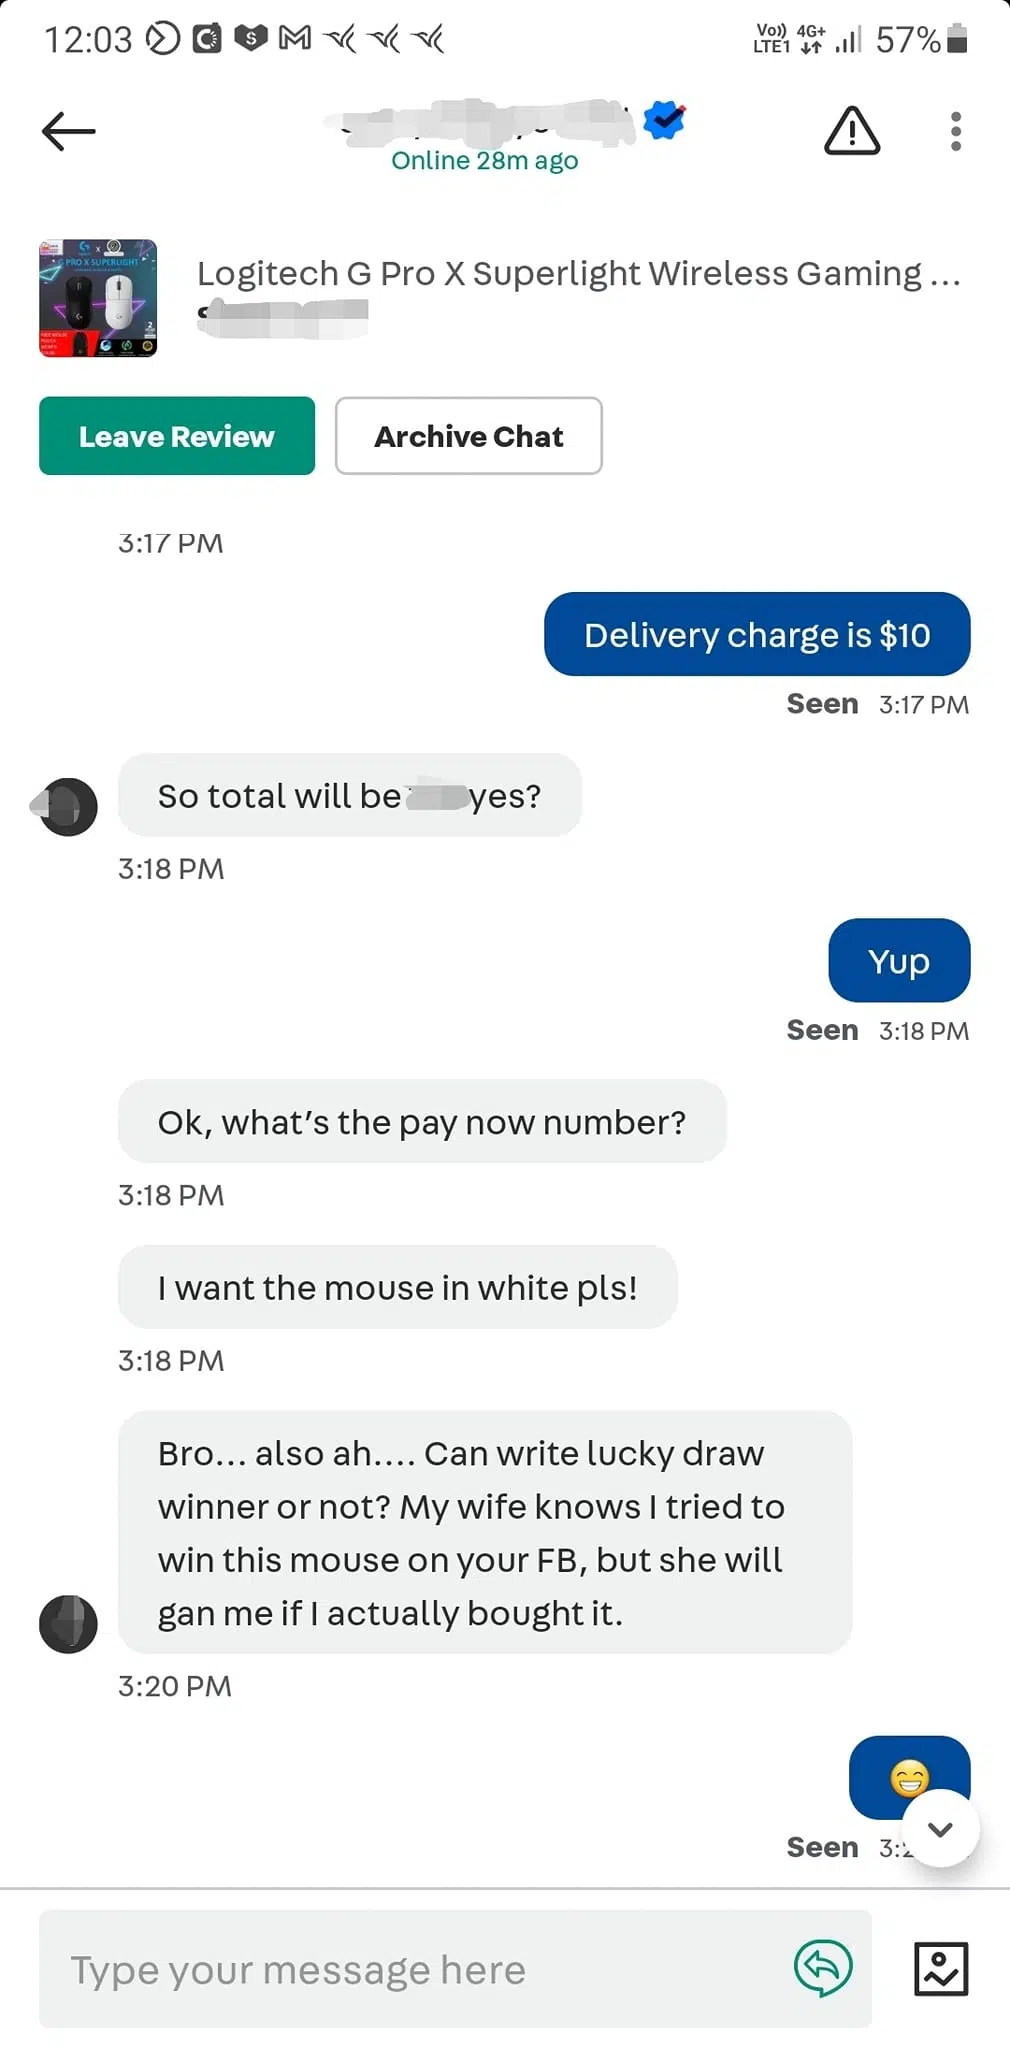 12:03
Vo)) 4G+
LTE1
57%
Online 28m ago
G PRO X SUPERLIGHT
Logitech G Pro X Superlight Wireless Gaming ...
Leave Review
Archive Chat
3:17 PM
Delivery charge is $10
Seen 3:17 PM
So total will be yes?
3:18 PM
Yup
Seen 3:18 PM
Ok, what's the pay now number?
3:18 PM
I want the mouse in white pls!
3:18 PM
Bro... also ah.... Can write lucky draw
winner or not? My wife knows I tried to
win this mouse on your FB, but she will
gan me if I actually bought it.
3:20 PM
Seen
Type your message here